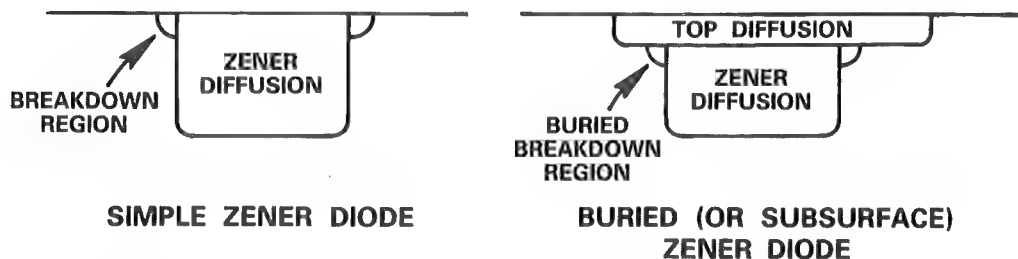 ZENER
DIFFUSION
BREAKDOWN
REGION
SIMPLE ZENER DIODE
TOP DIFFUSION
ZENER
DIFFUSION
BURIED
BREAKDOWN
REGION
BURIED (OR SUBSURFACE)
ZENER DIODE